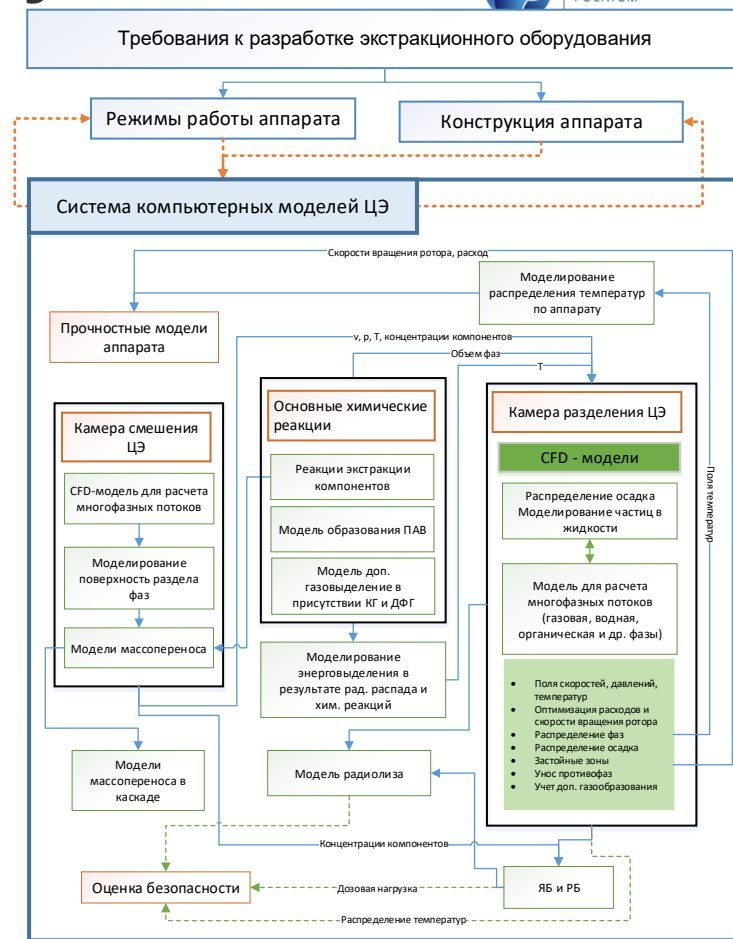 Требования к разработке экстракционного оборудования
Режимы работы аппарата
Конструкция аппарата
Система компьютерных моделей ЦЭ
Скорости вращения ротора, расход
Моделирование
распределения температур
по аппарату
Прочностные модели
аппарата
v, p, T, концентрации компонентов
Объем фаз
T
Камера смешения
ЦЭ
CFD-модель для расчета
многофазных потоков
Моделирование
поверхность раздела
фаз
Модели массопереноса
Основные химические
реакции
Реакции экстракции
компонентов
Модель образования ПАВ
Модель доп.
газовыделение в
присутствии КГ и ДФГ
Камера разделения ЦЭ
CFD - модели
Распределение осадка
Моделирование частиц в
жидкости
Модель для расчета
многофазных потоков
(газовая, водная,
органическая и др. фазы)
• Поля скоростей, давлений,
температур
• Оптимизация расходов и
скорости вращения ротора
• Распределение фаз
• Распределение осадка
• Застойные зоны
• Унос противофаз
• Учет доп. газообразования
Поля температур
Моделирование
энерговыделения в
результате рад. распада и
хим. реакций
Модели
массопереноса в
каскаде
Модель радиолиза
Концентрации компонентов
Оценка безопасности
Дозовая нагрузка
ЯБ и РБ
Распределение температур